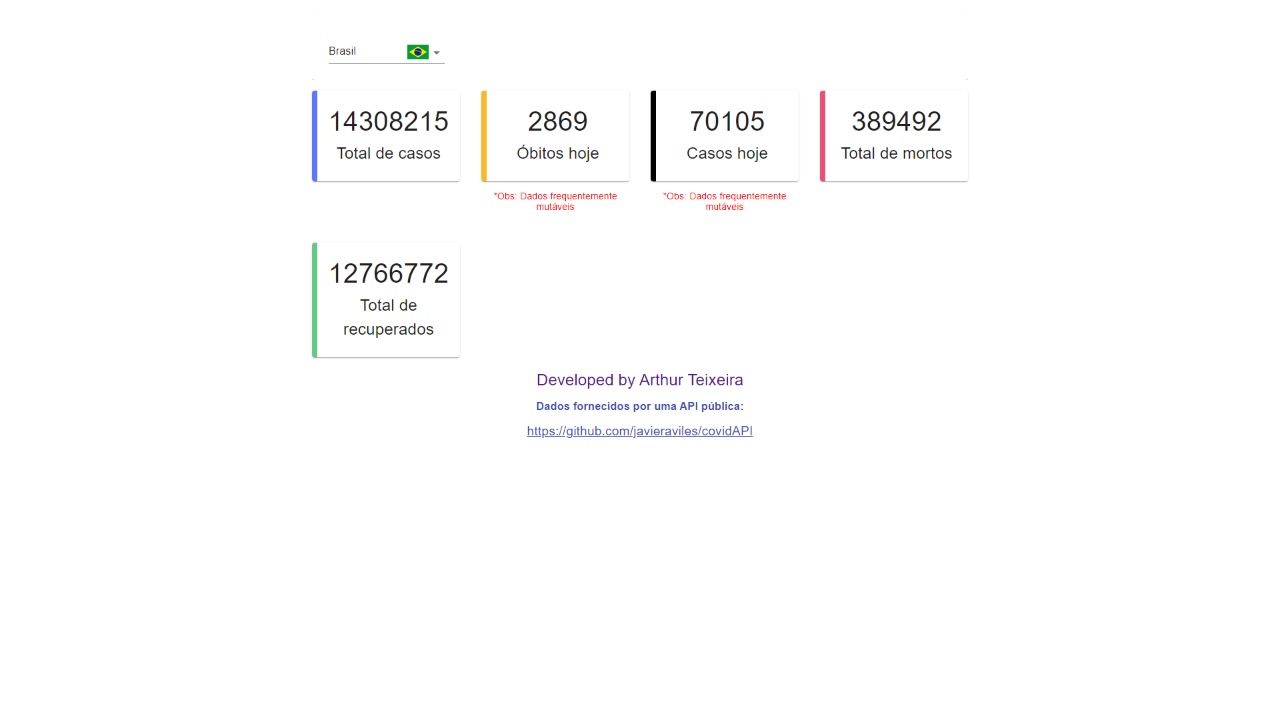 Brasil
14308215
Total de casos
2869
Óbitos hoje
*Obs: Dados frequentemente
mutáveis
70105
Casos hoje
*Obs: Dados frequentemente
mutáveis
389492
Total de mortos
12766772
Total de
recuperados
Developed by Arthur Teixeira
Dados fornecidos por uma API pública:
https://github.com/javieraviles/covidAPI